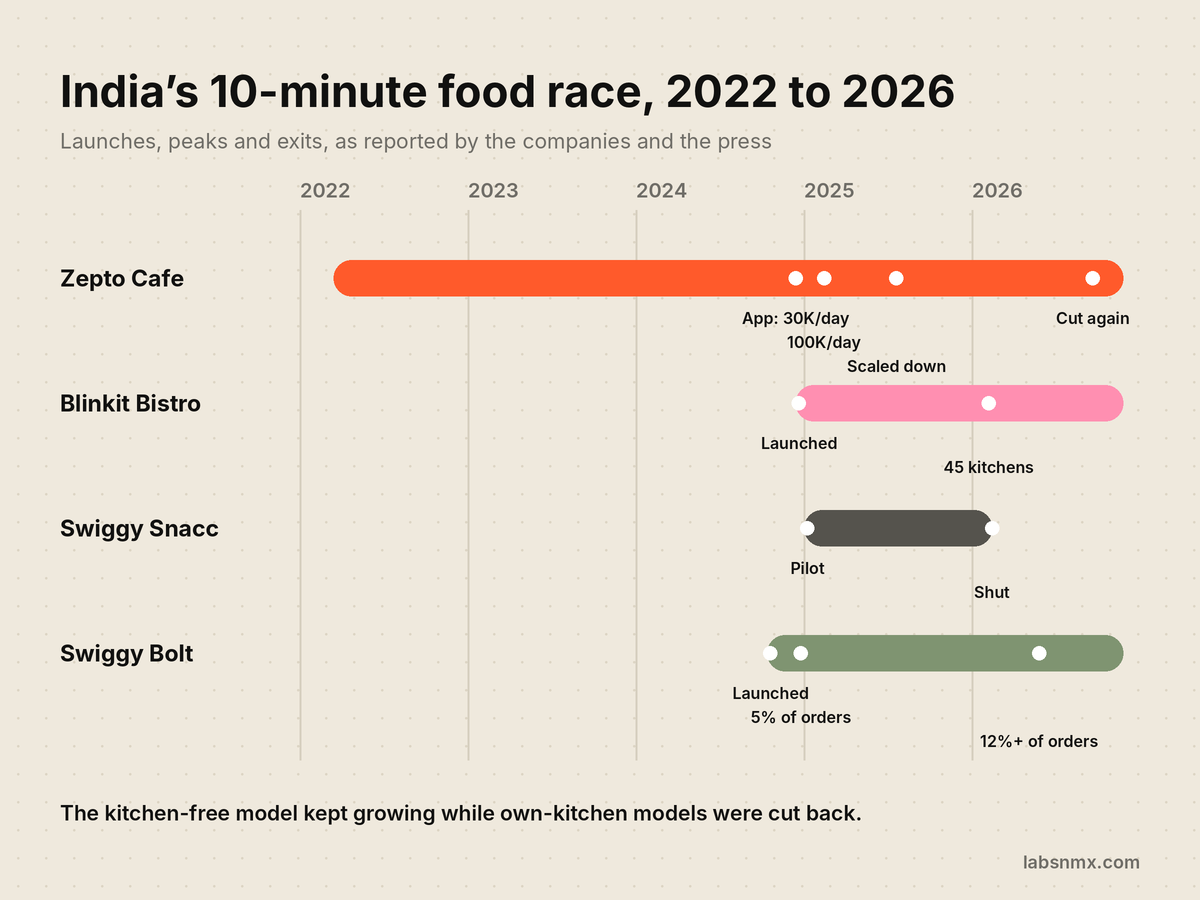 India’s 10-minute food race, 2022 to 2026
Launches, peaks and exits, as reported by the companies and the press
2022 2023 2024 2025 2026
Zepto Cafe
App: 30K/day Cut again
100K/day
Scaled down
Blinkit Bistro
Launched
45 kitchens
Swiggy Snacc
Pilot
Shut
Swiggy Bolt
Launched
5% of orders
12%+ of orders
The kitchen-free model kept growing while own-kitchen models were cut back.
labsnmx.com